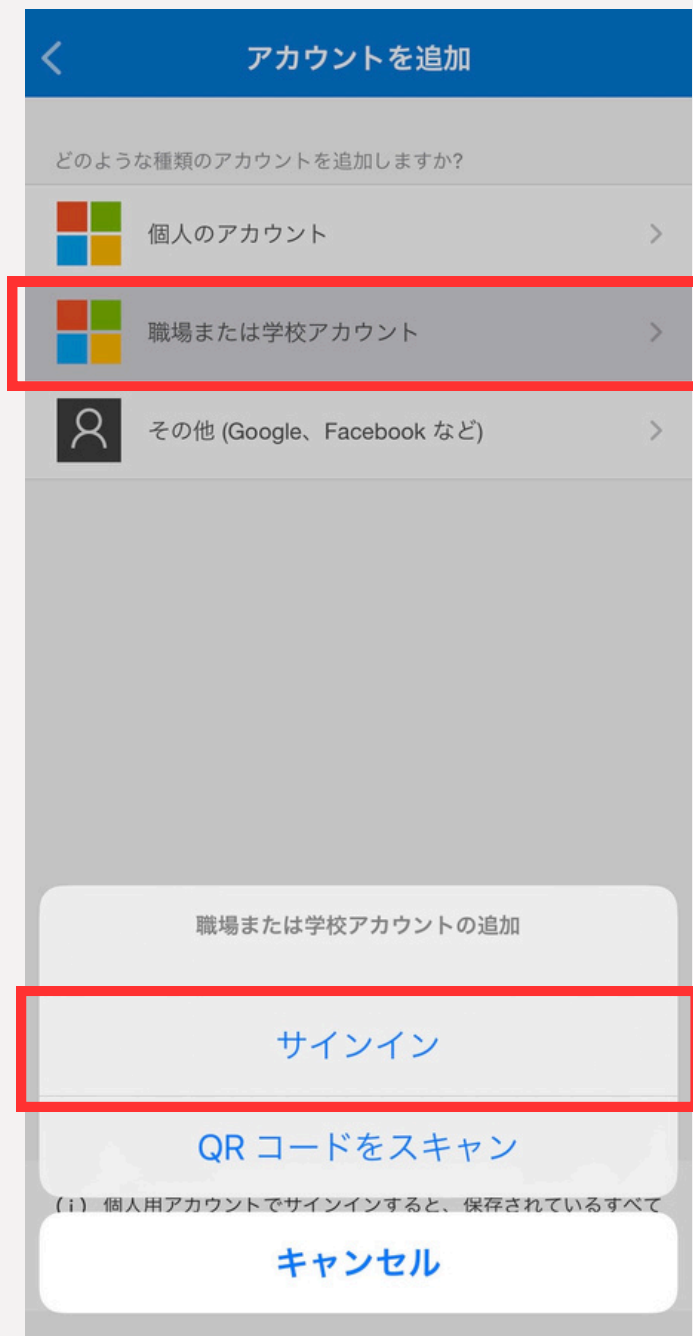 アカウントを追加
どのような種類のアカウントを追加しますか?
個人のアカウント
職場または学校アカウント
その他 (Google、Facebook など)
職場または学校アカウントの追加
サインイン
QR コードをスキャン
(i) 個人用アカウントでサインインすると、保存されているすべて
キャンセル